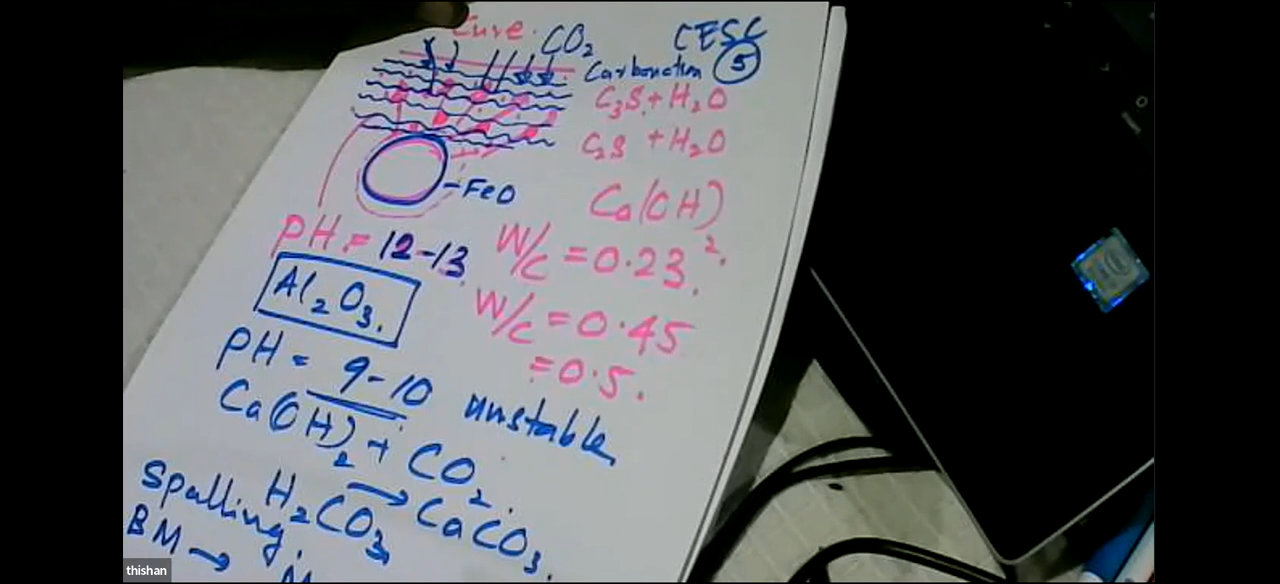 Cure. CO2 CESC
Carbonation 5
C3S + H2O
C2S + H2O
-FeO
Ca(OH)2.
PH = 12-13.
W/C = 0.23.
Al2O3.
W/C = 0.45
= 0.5.
PH = 9-10 unstable
Ca(OH)2 + CO2.
H2CO3 → CaCO3.
Spalling.
BM →
thishan